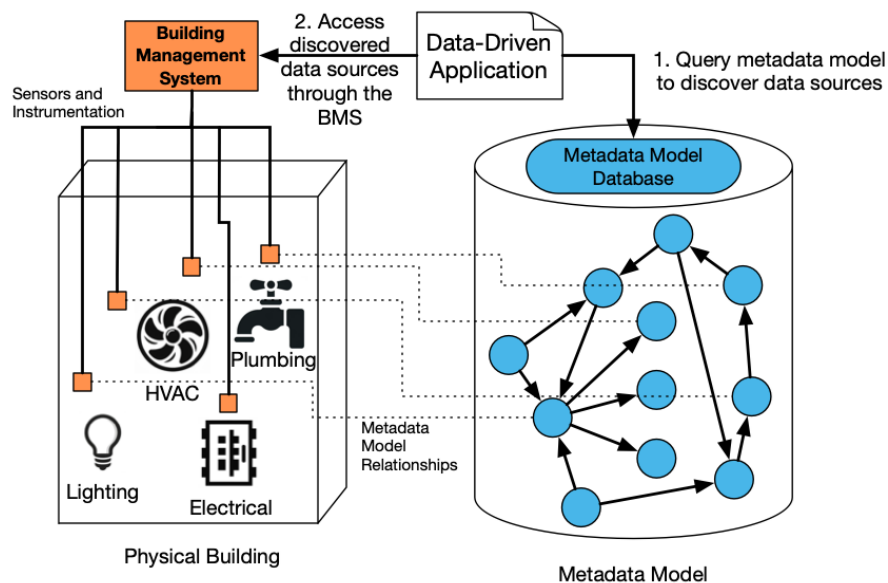 Building
Management
System
2. Access
discovered
data sources
through the
BMS
Data-Driven
Application
1. Query metadata model
to discover data sources
Sensors and
Instrumentation
Metadata Model
Database
Plumbing
HVAC
Lighting
Electrical
Metadata
Model
Relationships
Physical Building
Metadata Model